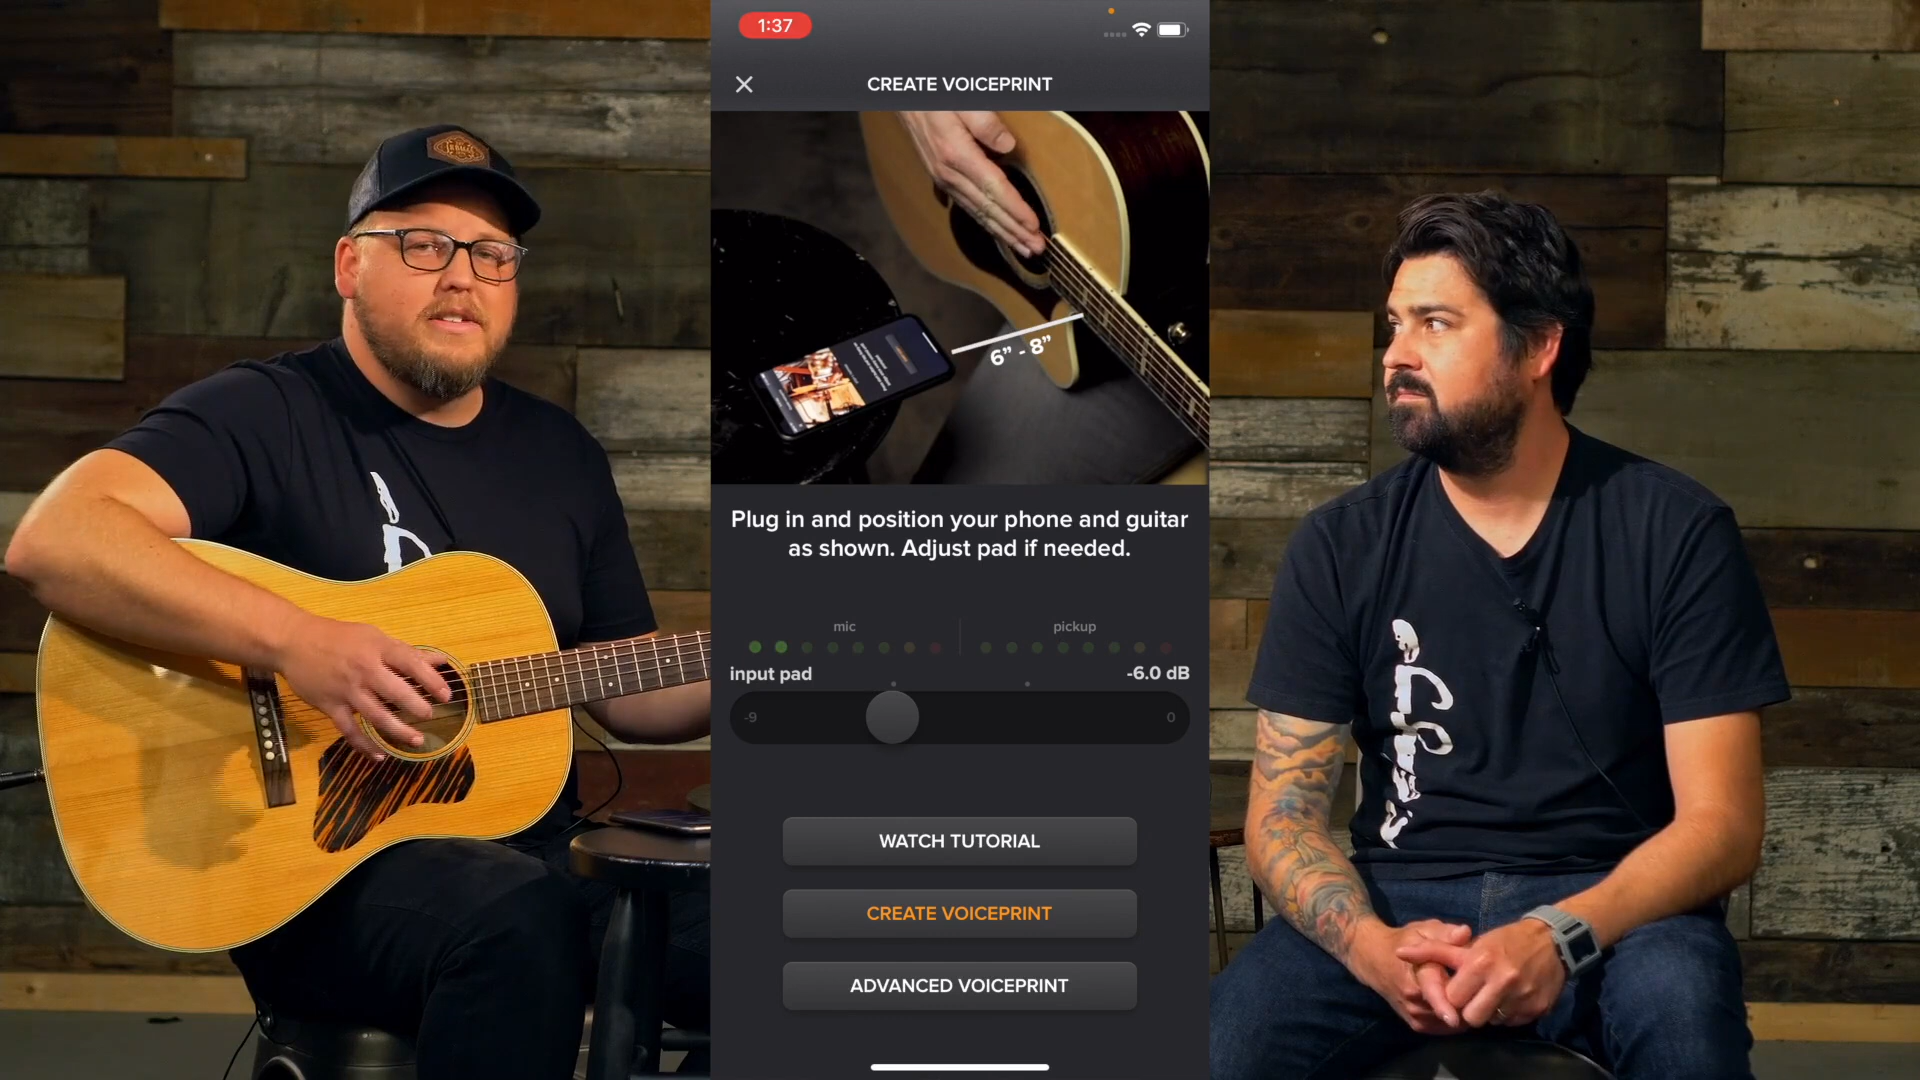 1:37
CREATE VOICEPRINT
6” - 8”
Plug in and position your phone and guitar
as shown. Adjust pad if needed.
mic
pickup
input pad
-6.0 dB
-9
0
WATCH TUTORIAL
CREATE VOICEPRINT
ADVANCED VOICEPRINT